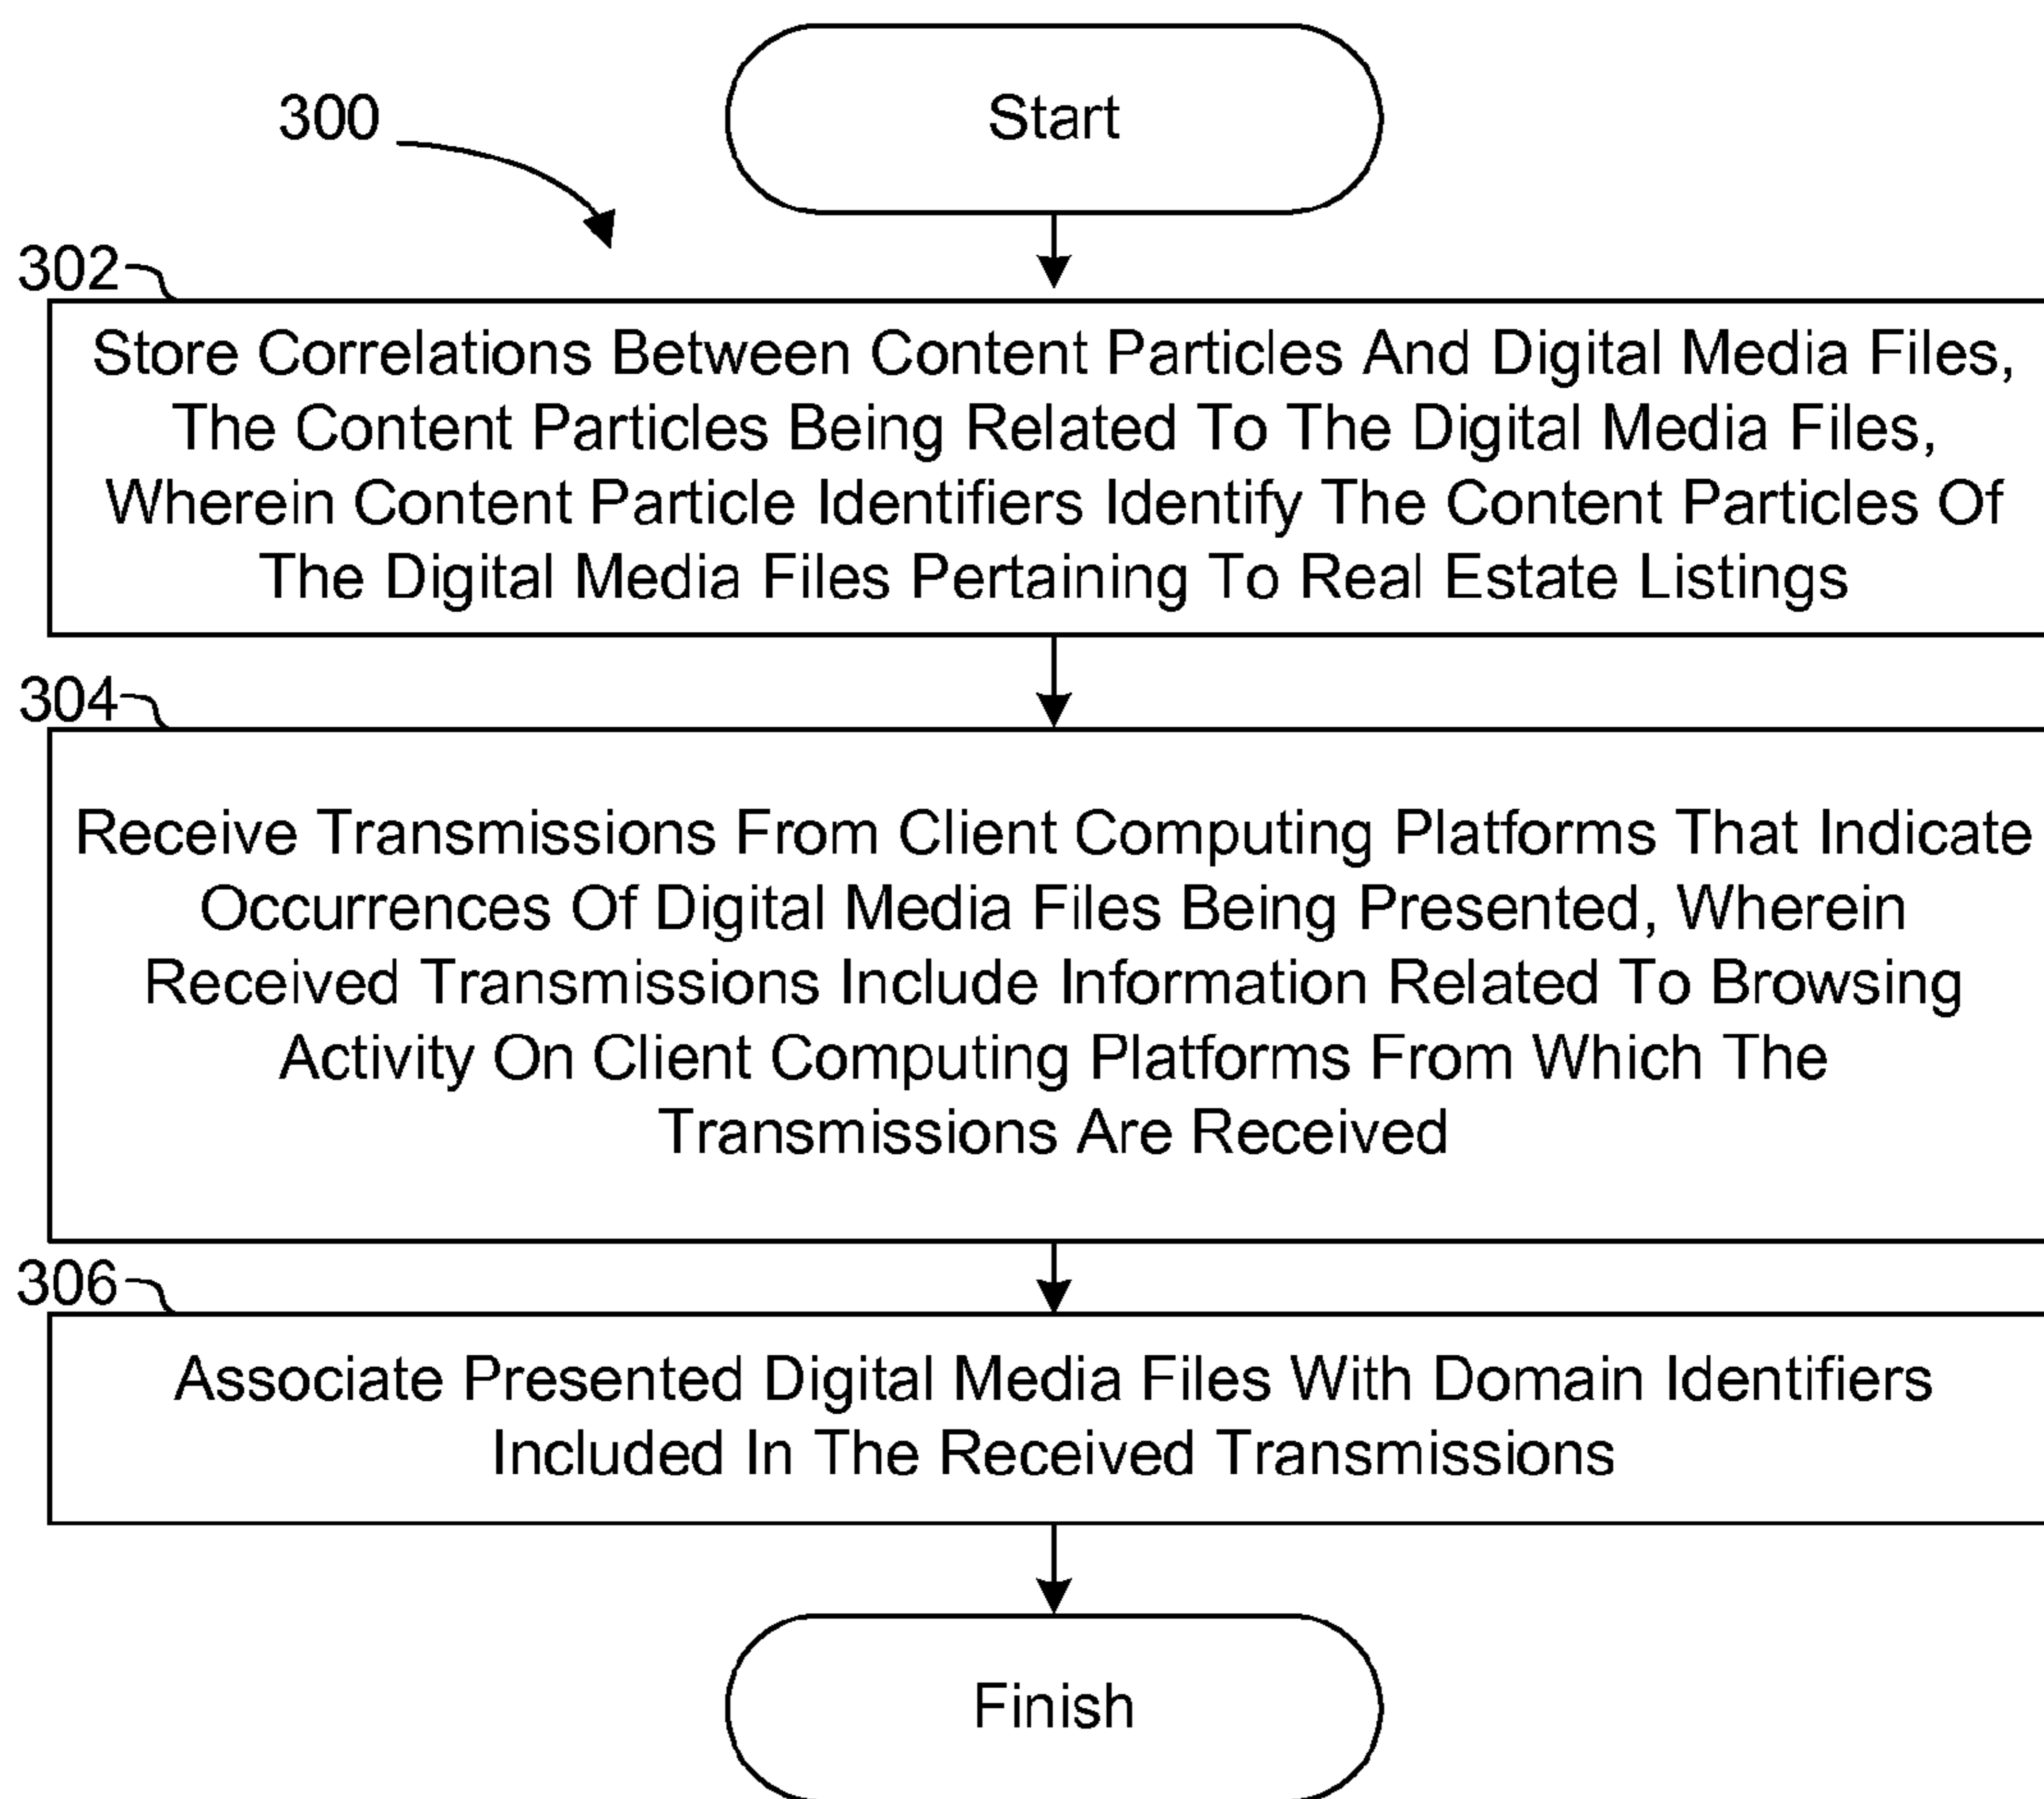 300
Start
302
Store Correlations Between Content Particles And Digital Media Files,
The Content Particles Being Related To The Digital Media Files,
Wherein Content Particle Identifiers Identify The Content Particles Of
The Digital Media Files Pertaining To Real Estate Listings
304
Receive Transmissions From Client Computing Platforms That Indicate
Occurrences Of Digital Media Files Being Presented, Wherein
Received Transmissions Include Information Related To Browsing
Activity On Client Computing Platforms From Which The
Transmissions Are Received
306
Associate Presented Digital Media Files With Domain Identifiers
Included In The Received Transmissions
Finish